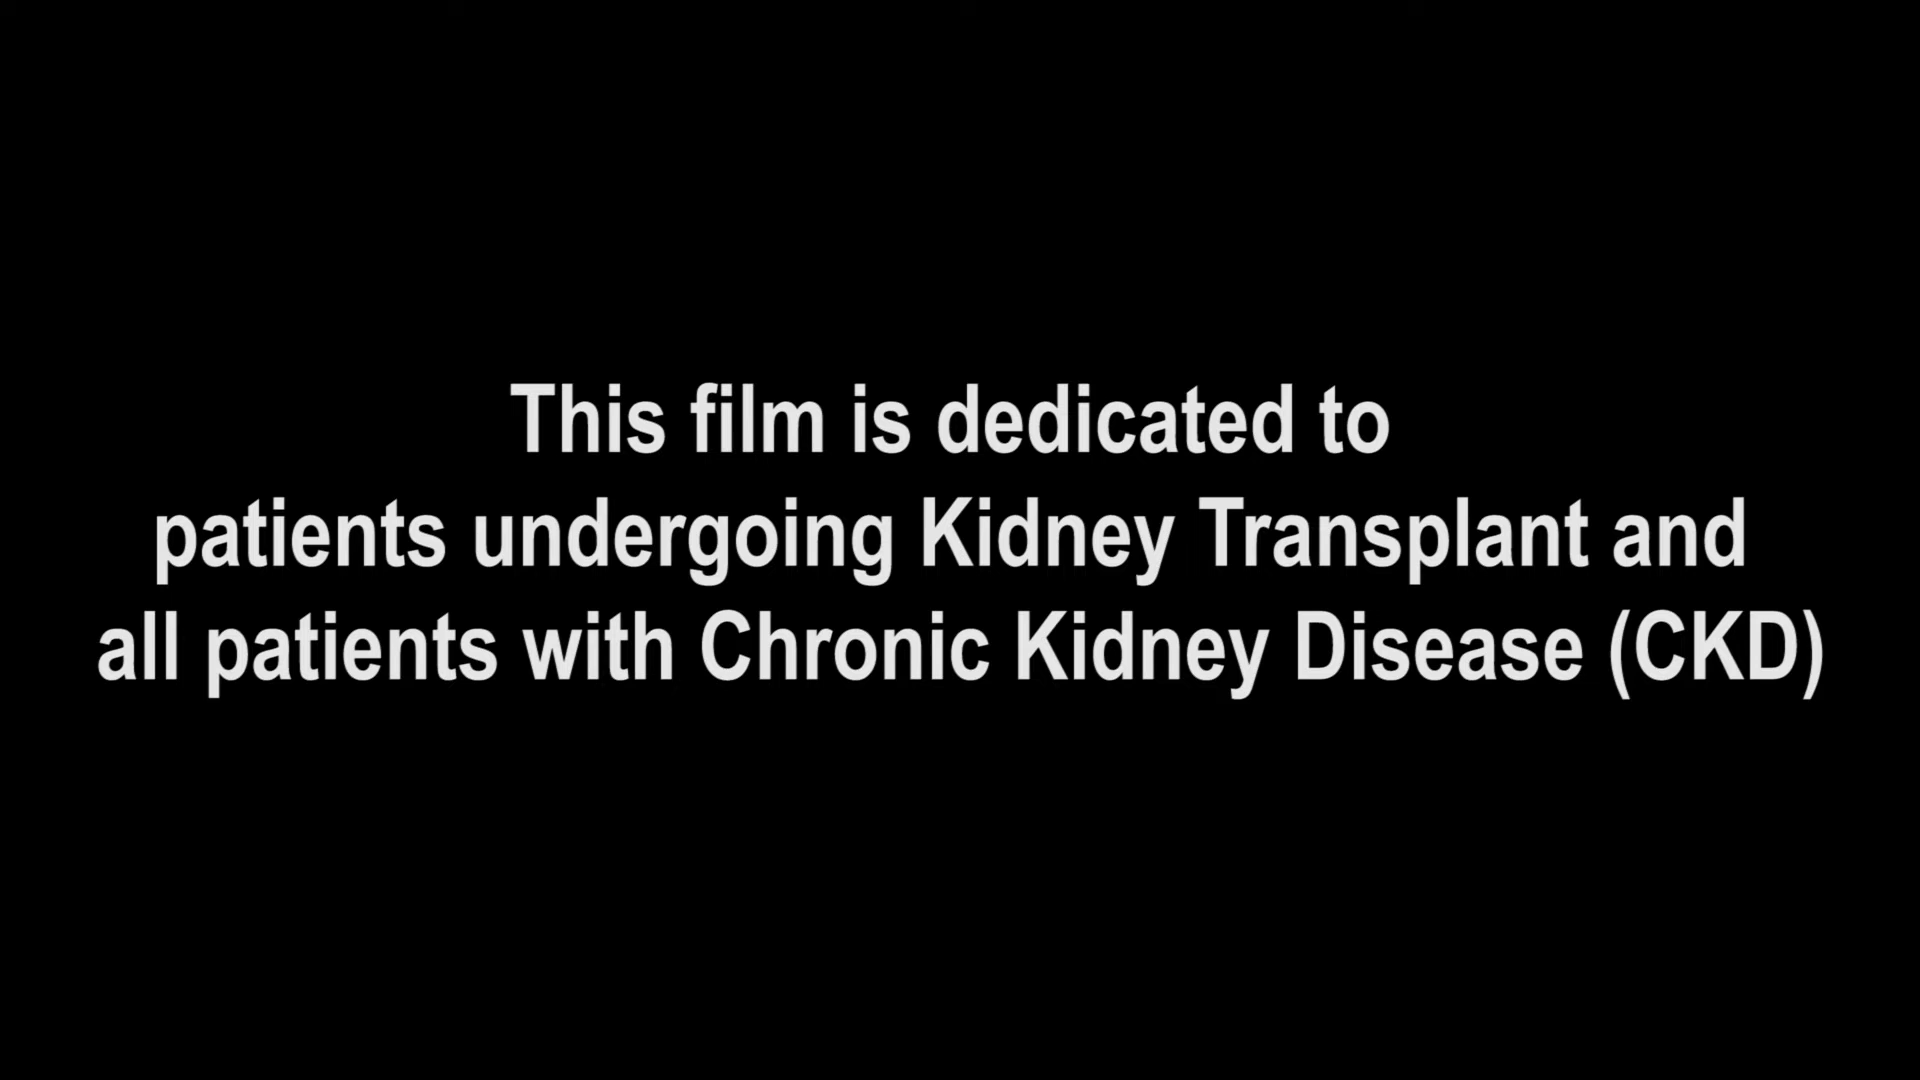 This film is dedicated to
patients undergoing Kidney Transplant and
all patients with Chronic Kidney Disease (CKD)